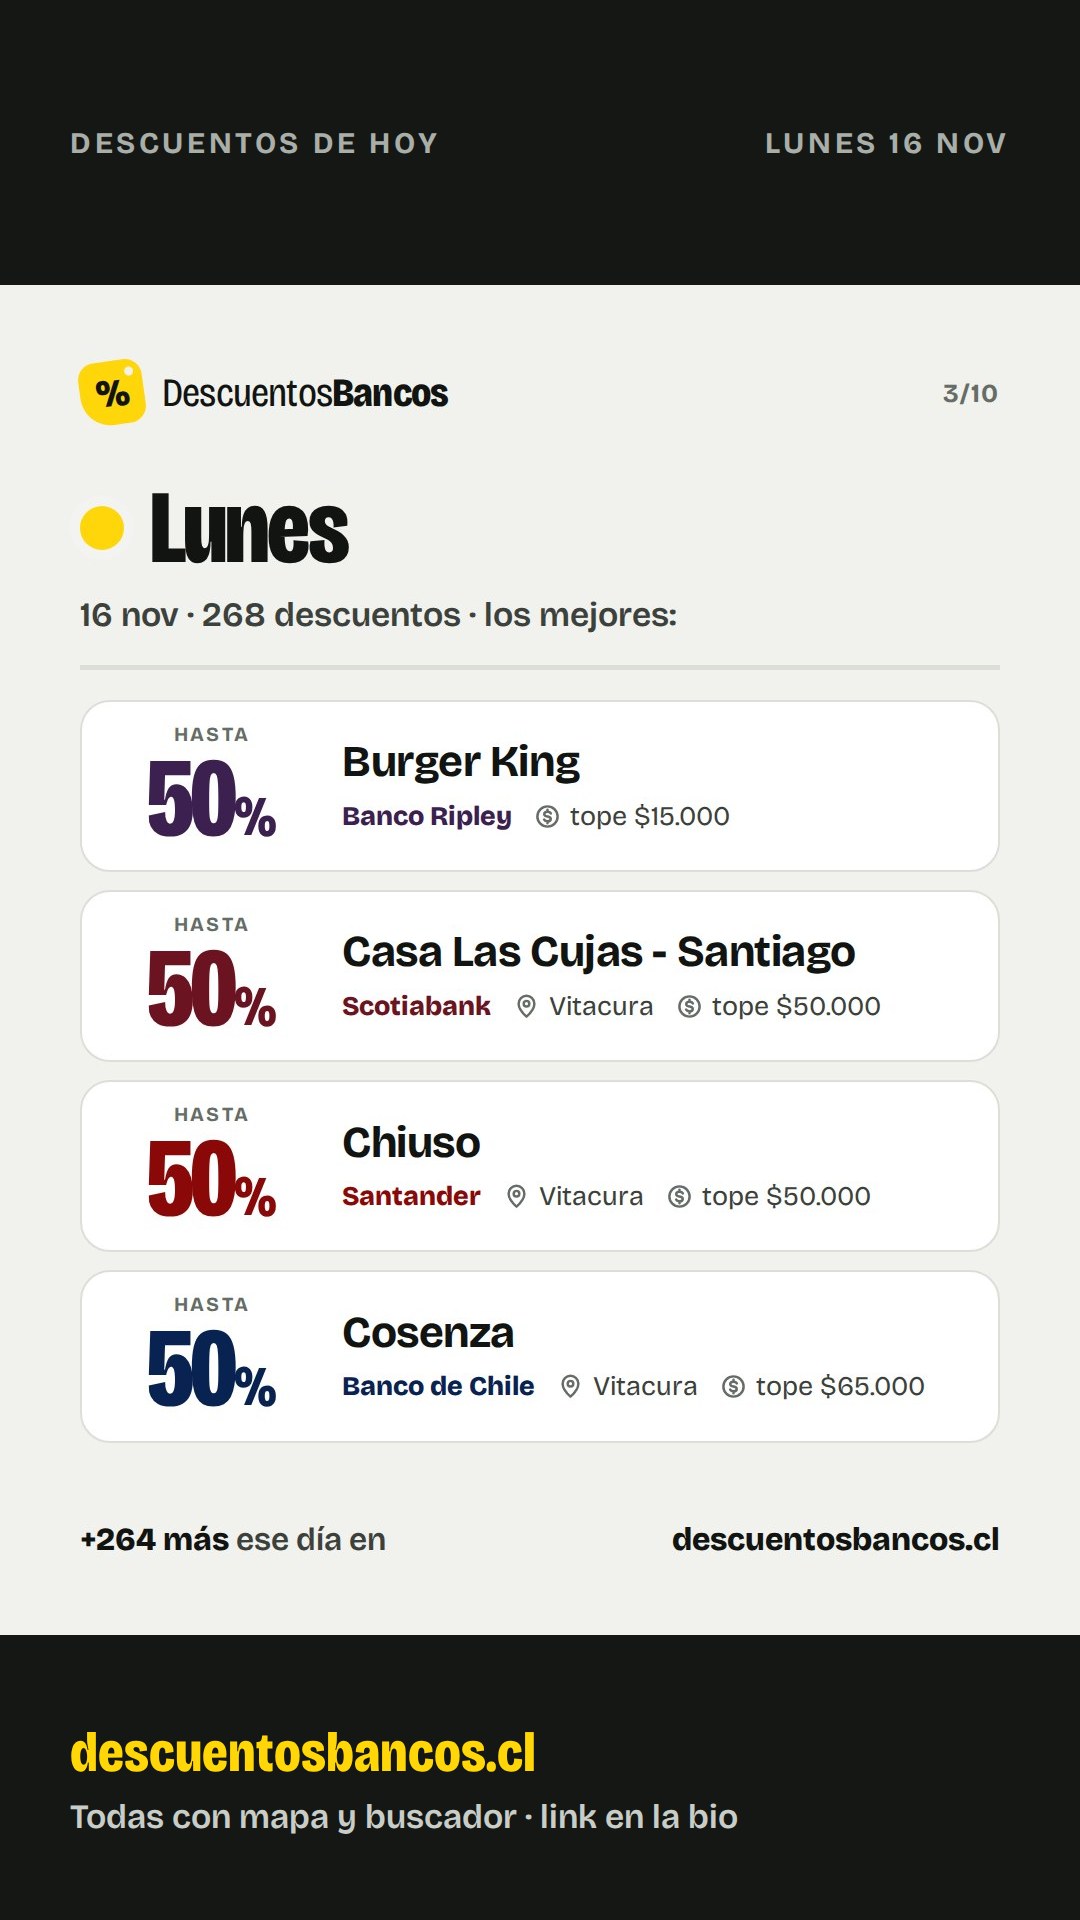 DESCUENTOS DE HOY
LUNES 16 NOV
%
DescuentosBancos
3/10
Lunes
16 nov · 268 descuentos · los mejores:
HASTA
50%
Burger King
Banco Ripley $ tope $15.000
HASTA
50%
Casa Las Cujas - Santiago
Scotiabank Vitacura $ tope $50.000
HASTA
50%
Chiuso
Santander Vitacura $ tope $50.000
HASTA
50%
Cosenza
Banco de Chile Vitacura $ tope $65.000
+264 más ese día en
descuentosbancos.cl
descuentosbancos.cl
Todas con mapa y buscador · link en la bio